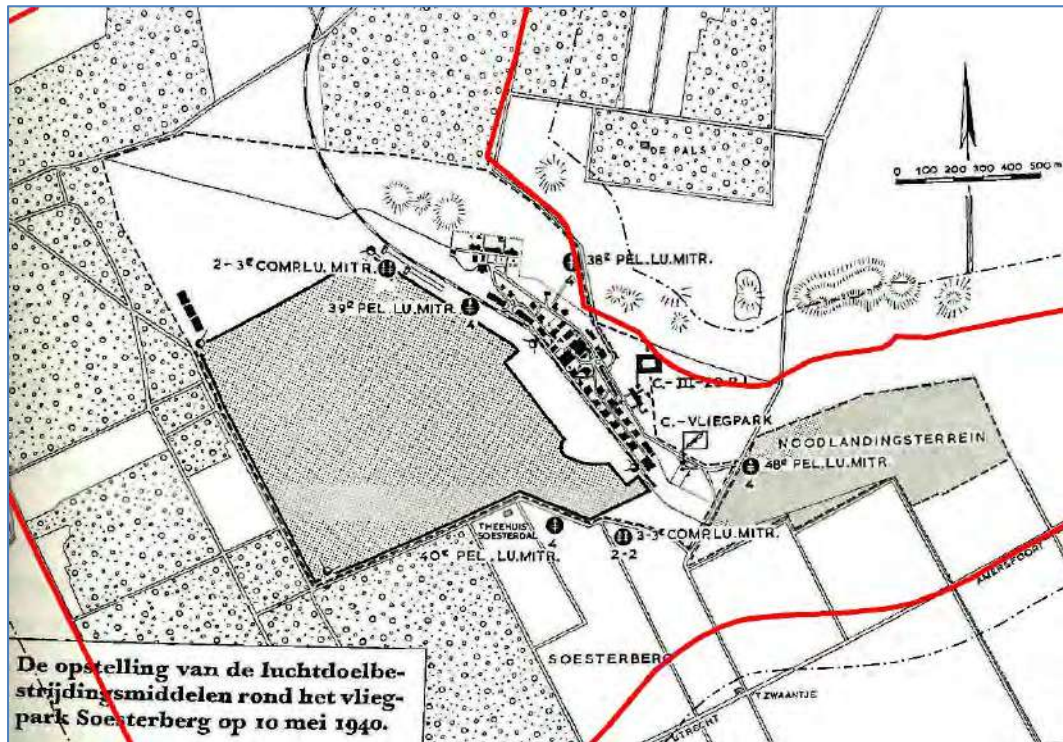 DE PALS
0 100 200 300 400 500 m
2-3E COMP. LU. MITR.
38E PEL. LU. MITR.
4
39E PEL. LU. MITR.
4
C.-VLIEGPARK
NOODLANDINGSTERREIN
48E PEL. LU. MITR.
4
THEEHUIS
SOESTERDAL
4
40E PEL. LU. MITR.
3-3E COMP. LU. MITR.
2-2
AMERSFOORT
SOESTERBERG
'T ZWAANTJE
UTRECHT
De opstelling van de luchtdoelbe-
strijdingsmiddelen rond het vlieg-
park Soesterberg op 10 mei 1940.